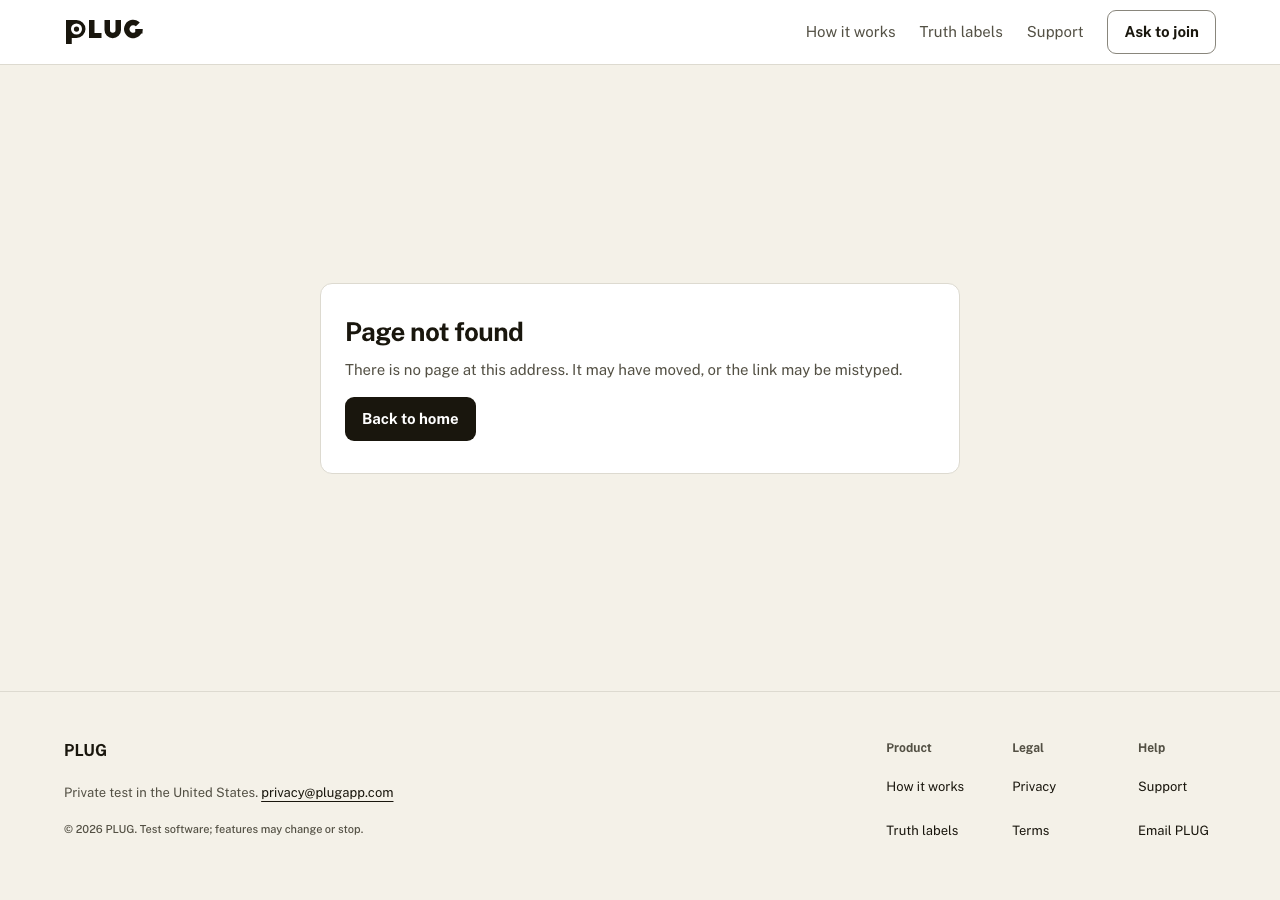 PLUG
How it works
Truth labels
Support
Ask to join
Page not found
There is no page at this address. It may have moved, or the link may be mistyped.
Back to home
PLUG
Private test in the United States. privacy@plugapp.com
© 2026 PLUG. Test software; features may change or stop.
Product
How it works
Truth labels
Legal
Privacy
Terms
Help
Support
Email PLUG